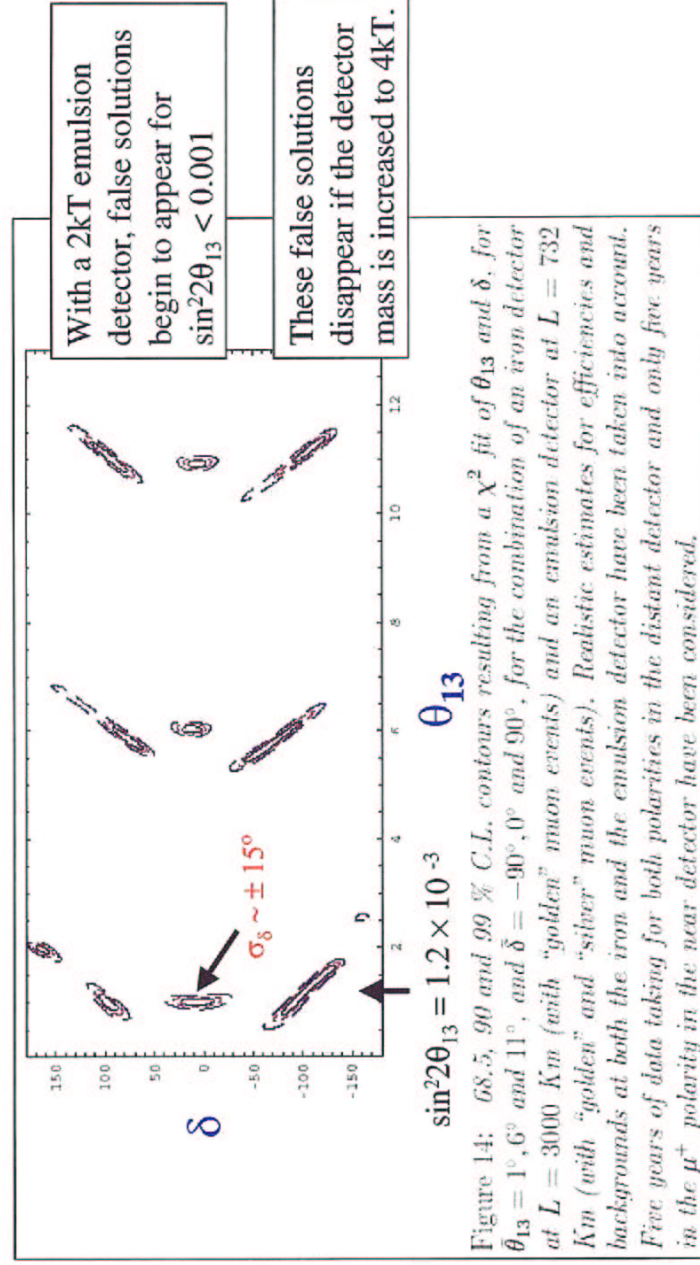 With a 2kT emulsion
detector, false solutions
begin to appear for
sin²2θ₁₃ < 0.001
These false solutions
disappear if the detector
mass is increased to 4kT.
δ
150
100
50
0
-50
-100
-150
σδ ~ ± 15°
2
4
6
8
10
12
θ₁₃
sin²2θ₁₃ = 1.2 × 10⁻³
Figure 14: 68.5, 90 and 99 % C.L. contours resulting from a χ² fit of θ₁₃ and δ, for
θ̄₁₃ = 1°, 6° and 11°, and δ̄ = −90°, 0° and 90°, for the combination of an iron detector
at L = 3000 Km (with "golden" muon events) and an emulsion detector at L = 732
Km (with "golden" and "silver" muon events). Realistic estimates for efficiencies and
backgrounds at both the iron and the emulsion detector have been taken into account.
Five years of data taking for both polarities in the distant detector and only five years
in the μ⁺ polarity in the near detector have been considered.